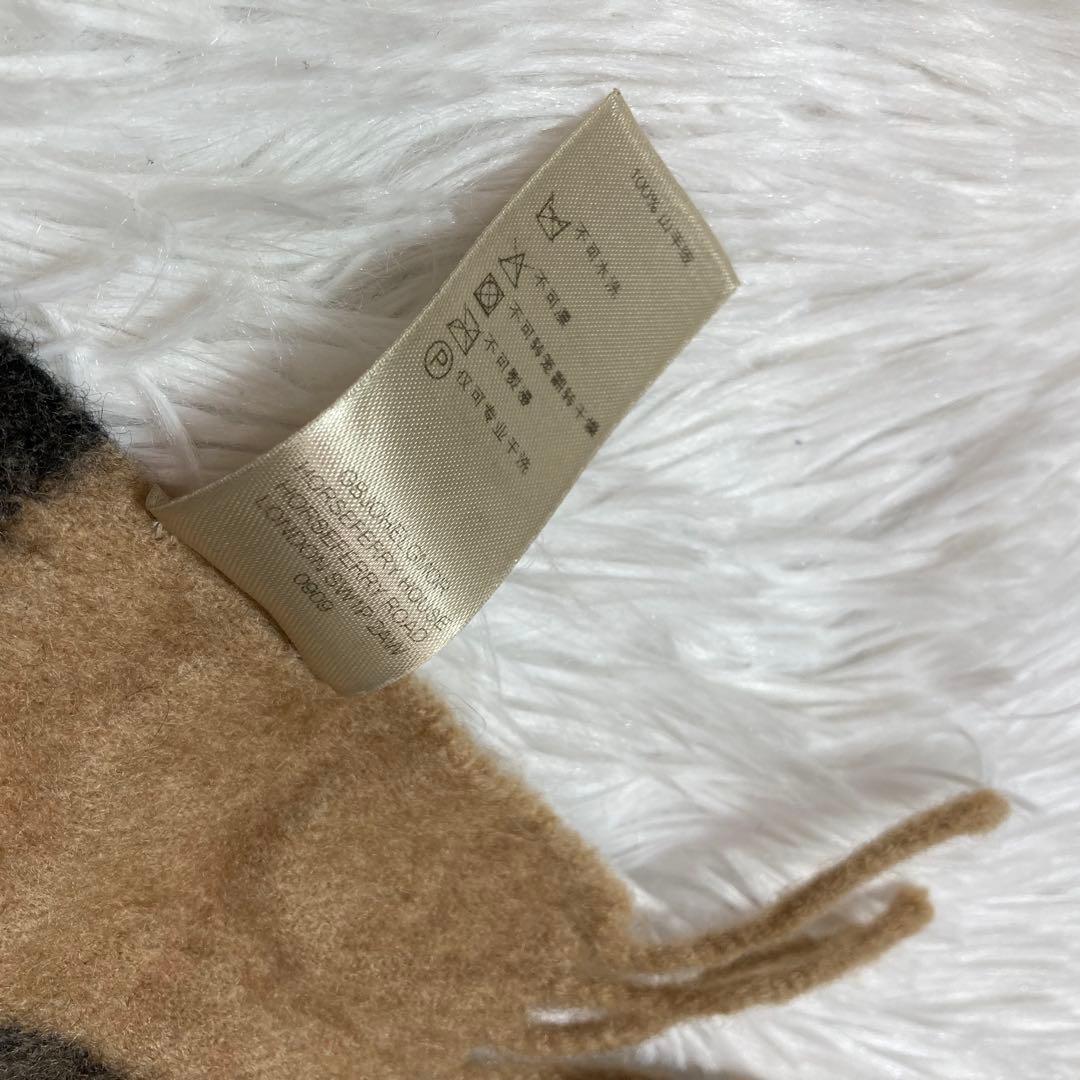 100% 山羊绒
不可水洗
不可漂
不可转笼翻转干燥
不可熨烫
仅可专业干洗
HORSEFERRY HOUSE
HORSEFERRY ROAD
LONDON, SW1P 2AW
0909